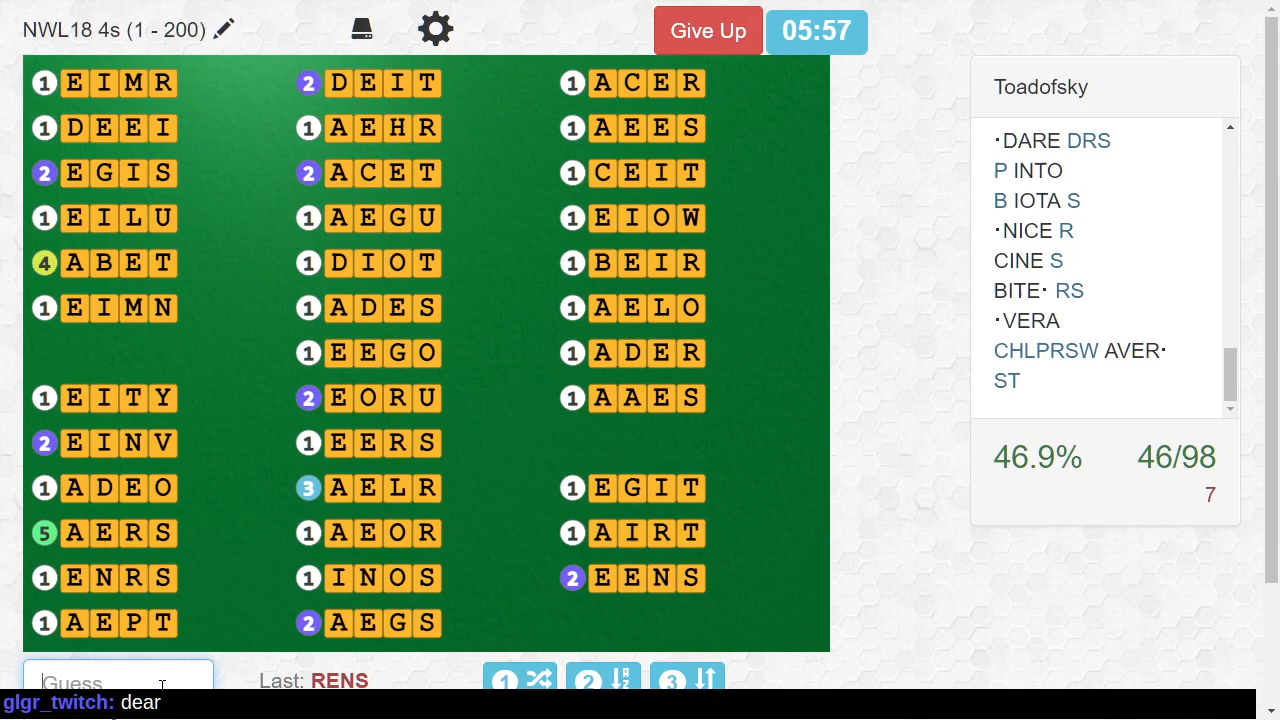 NWL18 4s (1 - 200)
Give Up
05:57
1 EIMR 2 DEIT 1 ACER
1 DEEI 1 AEHR 1 AEES
2 EGIS 2 ACET 1 CEIT
1 EILU 1 AEGU 1 EIOW
4 ABET 1 DIOT 1 BEIR
1 EIMN 1 ADES 1 AELO
1 EEGO 1 ADER
1 EITY 2 EORU 1 AAES
2 EINV 1 EERS
1 ADEO 3 AELR 1 EGIT
5 AERS 1 AEOR 1 AIRT
1 ENRS 1 INOS 2 EENS
1 AEPT 2 AEGS
Toadofsky
·DARE DRS
P INTO
B IOTA S
·NICE R
CINE S
BITE· RS
·VERA
CHLPRSW AVER·
ST
46.9% 46/98
7
Guess
Last: RENS
1
2
3
glgr_twitch: dear